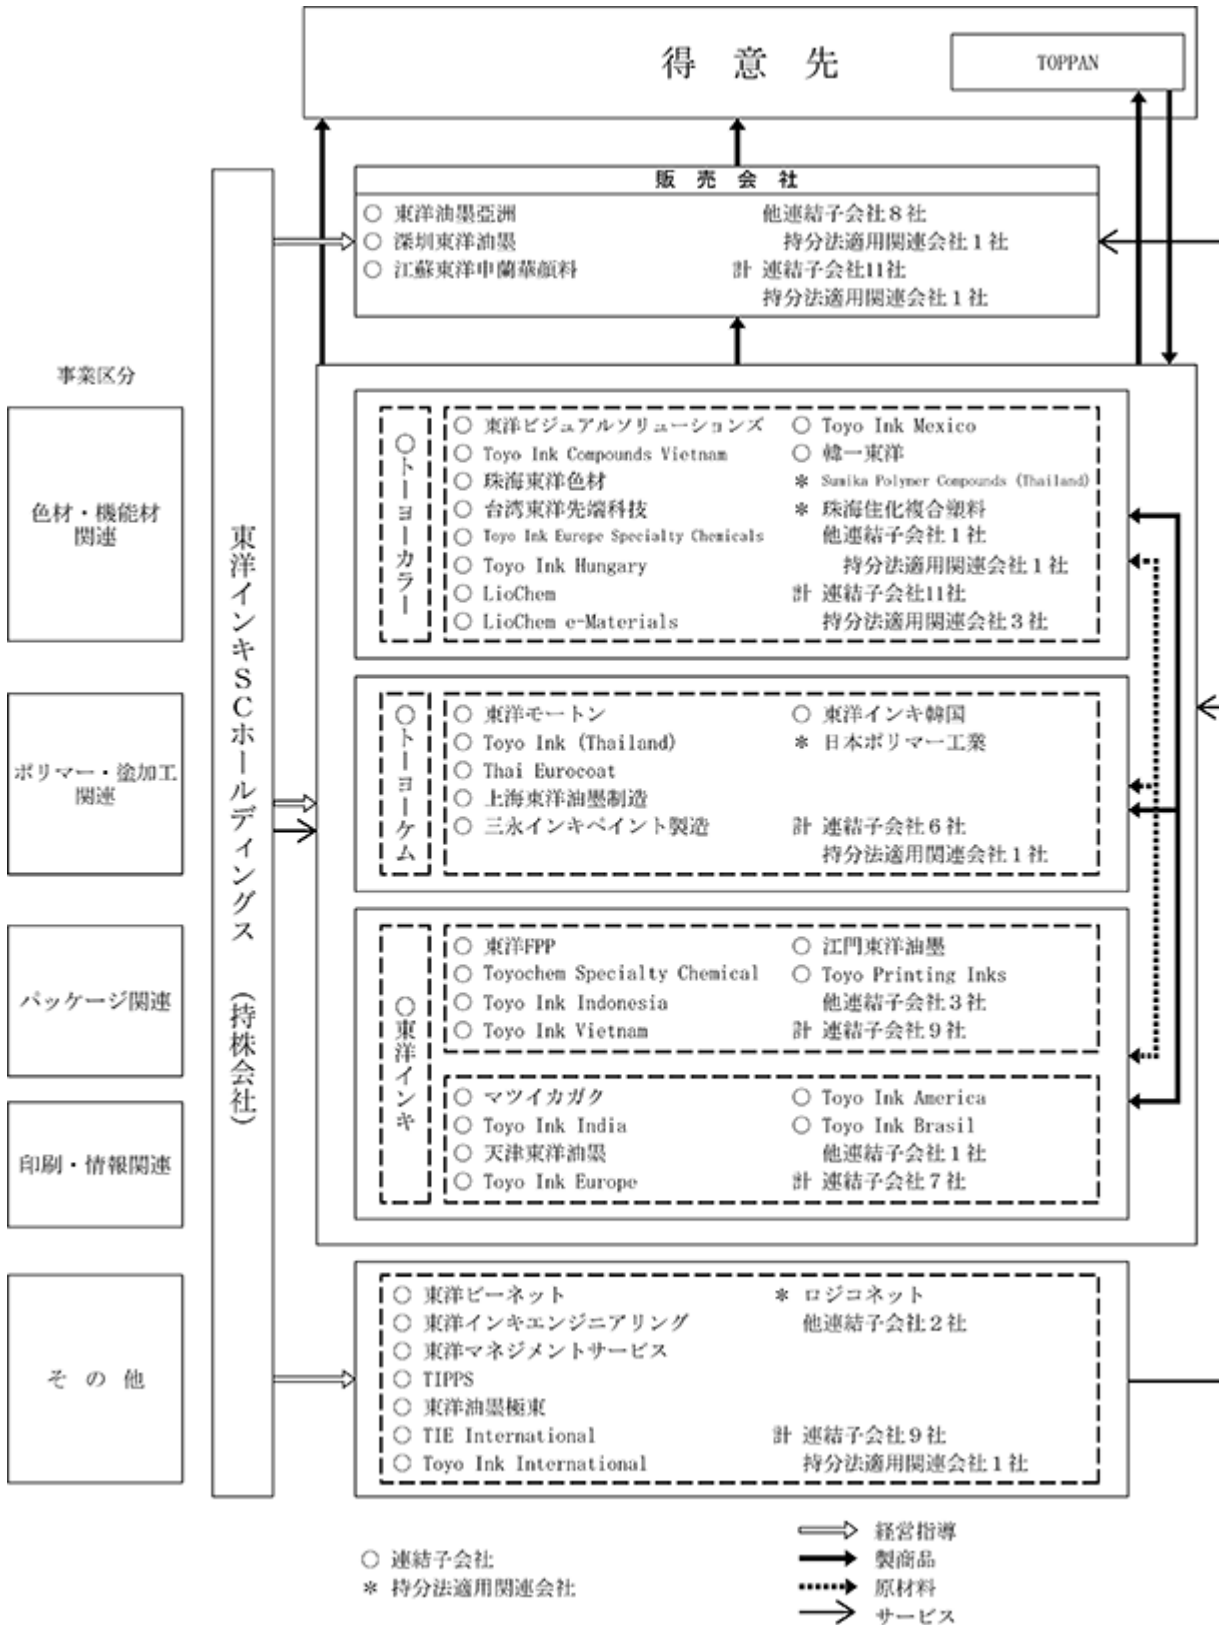 得意先
TOPPAN
販売会社
○ 東洋油墨亞洲
○ 深圳東洋油墨
○ 江蘇東洋申蘭華顔料
他連結子会社8社
持分法適用関連会社1社
計 連結子会社11社
持分法適用関連会社1社
事業区分
色材・機能材
関連
ポリマー・塗加工
関連
パッケージ関連
印刷・情報関連
その他
東洋インキSCホールディングス (持株会社)
○トーヨーカラー
○ 東洋ビジュアルソリューションズ
○ Toyo Ink Compounds Vietnam
○ 珠海東洋色材
○ 台湾東洋先端科技
○ Toyo Ink Europe Specialty Chemicals
○ Toyo Ink Hungary
○ LioChem
○ LioChem e-Materials
○ Toyo Ink Mexico
○ 韓一東洋
* Sumika Polymer Compounds (Thailand)
* 珠海住化複合塑料
他連結子会社1社
持分法適用関連会社1社
計 連結子会社11社
持分法適用関連会社3社
○トーヨーケム
○ 東洋モートン
○ Toyo Ink (Thailand)
○ Thai Eurocoat
○ 上海東洋油墨制造
○ 三永インキペイント製造
○ 東洋インキ韓国
* 日本ポリマー工業
計 連結子会社6社
持分法適用関連会社1社
○東洋インキ
○ 東洋FPP
○ Toyochem Specialty Chemical
○ Toyo Ink Indonesia
○ Toyo Ink Vietnam
○ 江門東洋油墨
○ Toyo Printing Inks
他連結子会社3社
計 連結子会社9社
○ マツイカガク
○ Toyo Ink India
○ 天津東洋油墨
○ Toyo Ink Europe
○ Toyo Ink America
○ Toyo Ink Brasil
他連結子会社1社
計 連結子会社7社
○ 東洋ビーネット
○ 東洋インキエンジニアリング
○ 東洋マネジメントサービス
○ TIPPS
○ 東洋油墨極東
○ TIE International
○ Toyo Ink International
* ロジコネット
他連結子会社2社
計 連結子会社9社
持分法適用関連会社1社
○ 連結子会社
* 持分法適用関連会社
経営指導
製商品
原材料
サービス